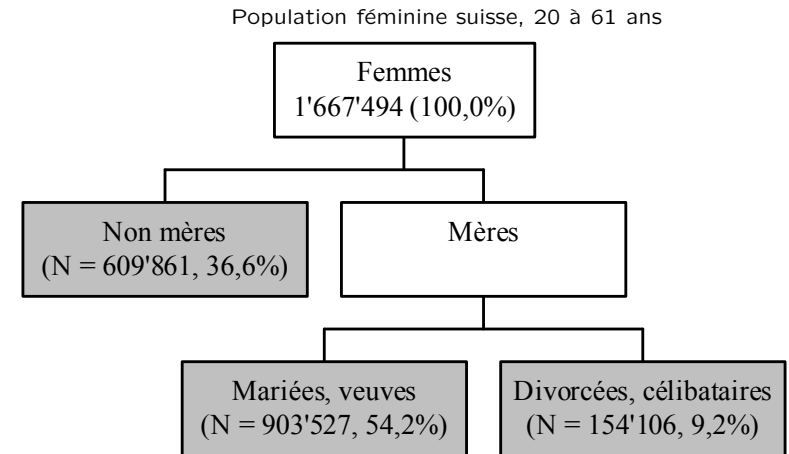 Population féminine suisse, 20 à 61 ans
Femmes
1'667'494 (100,0%)
Non mères
(N = 609'861, 36,6%)
Mères
Mariées, veuves
(N = 903'527, 54,2%)
Divorcées, célibataires
(N = 154'106, 9,2%)